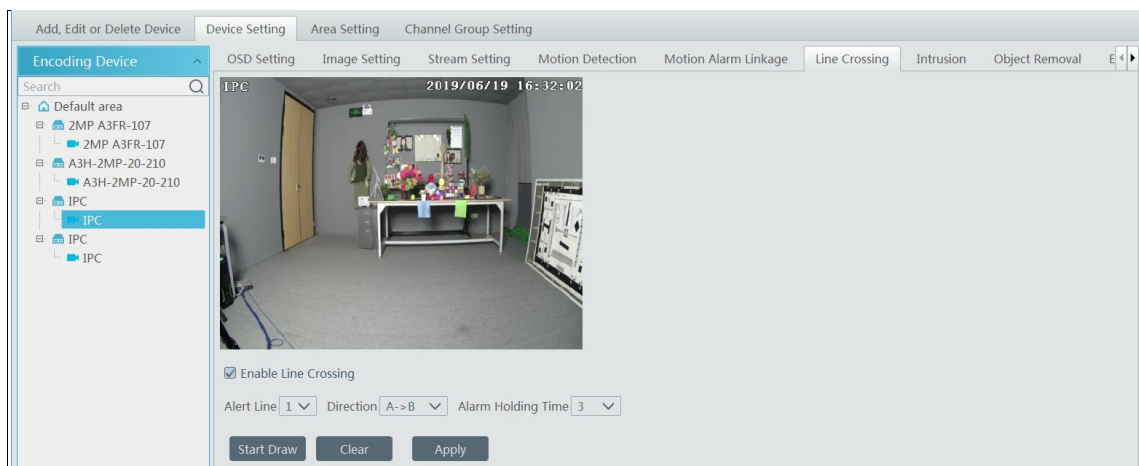 Add, Edit or Delete Device Device Setting Area Setting Channel Group Setting
Encoding Device
OSD Setting Image Setting Stream Setting Motion Detection Motion Alarm Linkage Line Crossing Intrusion Object Removal E
Search
Default area
2MP A3FR-107
2MP A3FR-107
A3H-2MP-20-210
A3H-2MP-20-210
IPC
IPC
IPC
IPC
IPC 2019/06/19 16:32:02
Enable Line Crossing
Alert Line 1 Direction A->B Alarm Holding Time 3
Start Draw Clear Apply